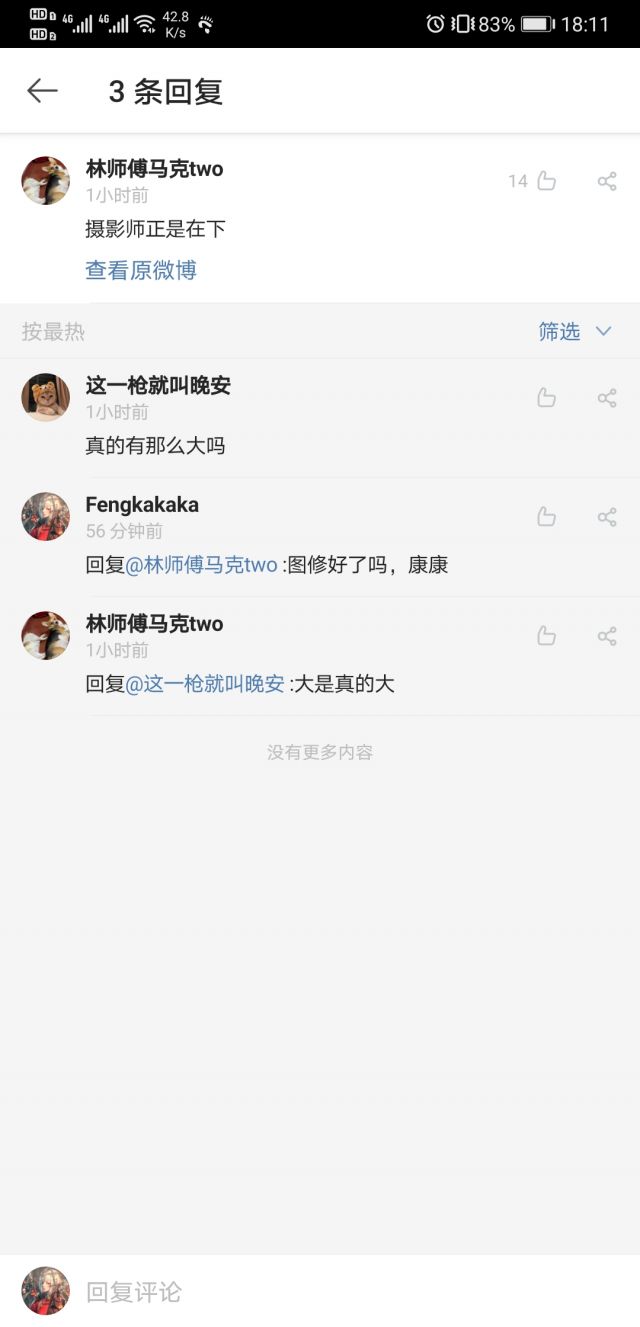 HD 1 4G 4G 42.8 83% 18:11
HD 2 K/s
3 条回复
林师傅马克two
14
1小时前
摄影师正是在下
查看原微博
按最热
筛选
这一枪就叫晚安
1小时前
真的有那么大吗
Fengkakaka
56 分钟前
回复@林师傅马克two :图修好了吗，康康
林师傅马克two
1小时前
回复@这一枪就叫晚安 :大是真的大
没有更多内容
回复评论